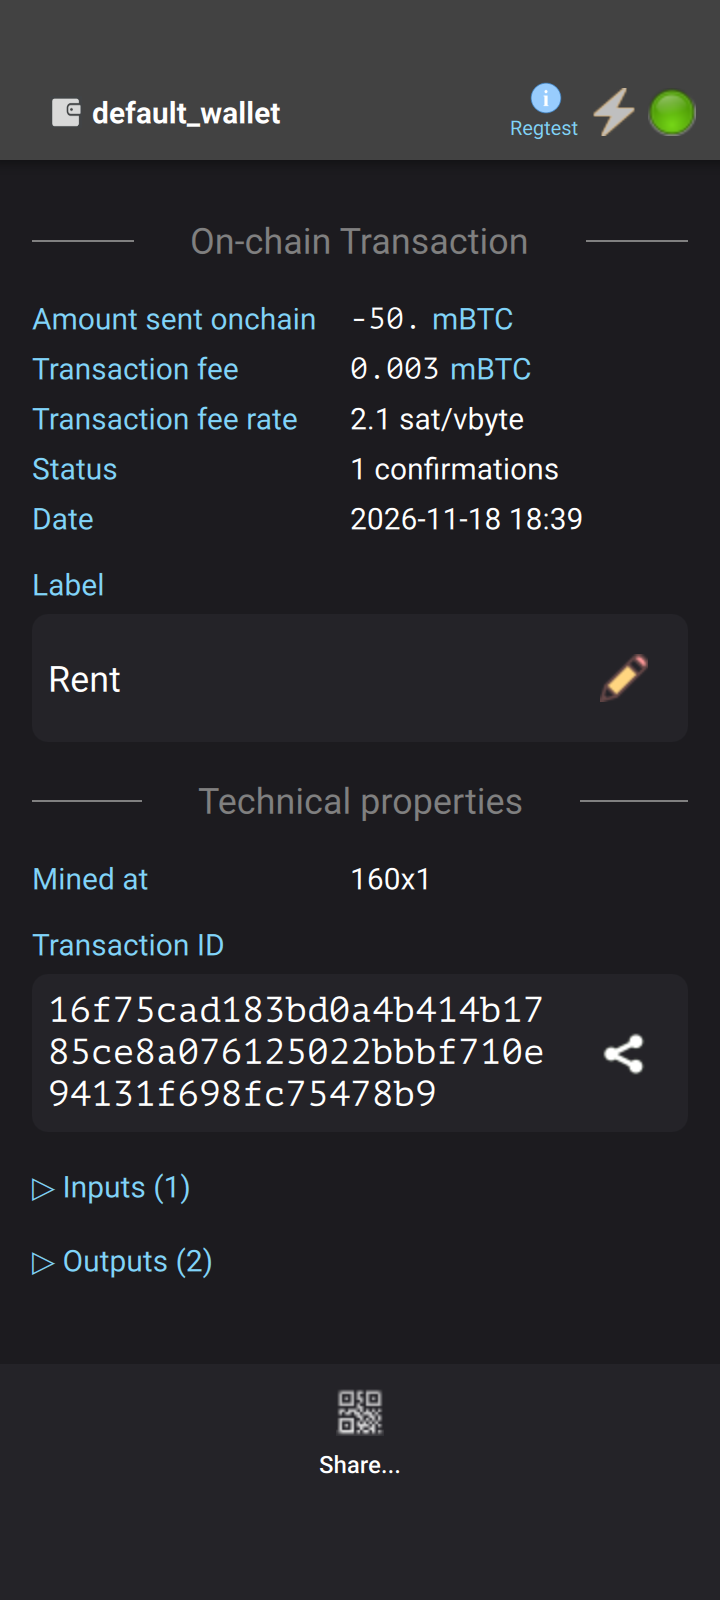 default_wallet
i
Regtest
On-chain Transaction
Amount sent onchain -50. mBTC
Transaction fee 0.003 mBTC
Transaction fee rate 2.1 sat/vbyte
Status 1 confirmations
Date 2026-11-18 18:39
Label
Rent
Technical properties
Mined at 160x1
Transaction ID
16f75cad183bd0a4b414b17
85ce8a076125022bbbf710e
94131f698fc75478b9
▷ Inputs (1)
▷ Outputs (2)
Share...